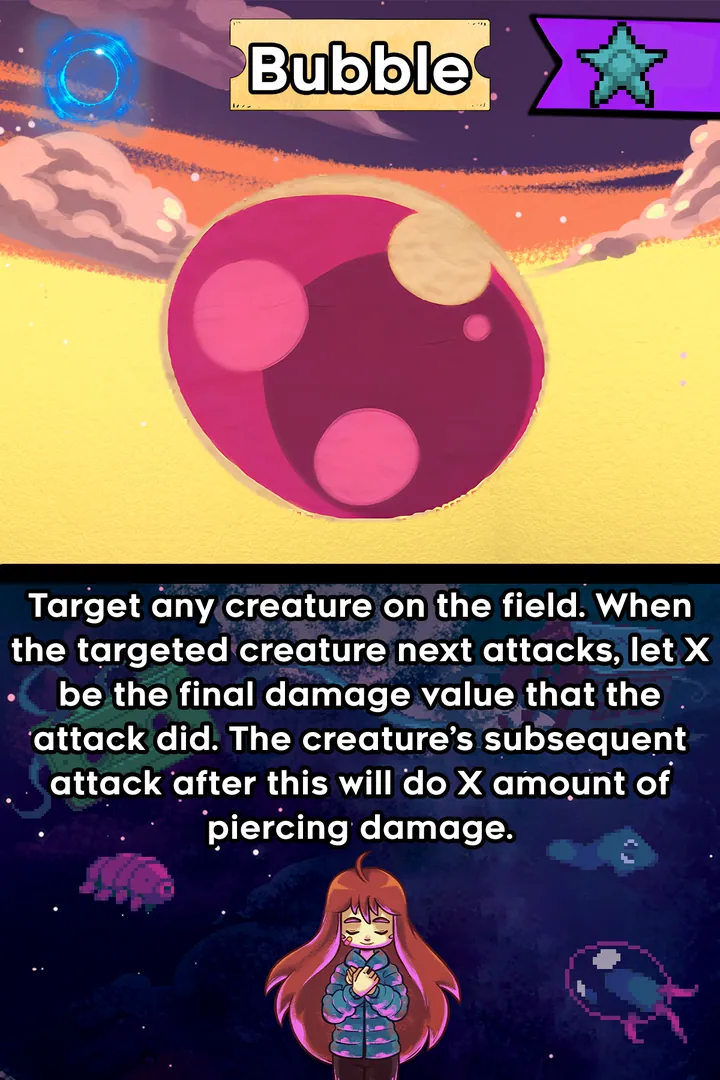 Bubble
Target any creature on the field. When
the targeted creature next attacks, let X
be the final damage value that the
attack did. The creature’s subsequent
attack after this will do X amount of
piercing damage.